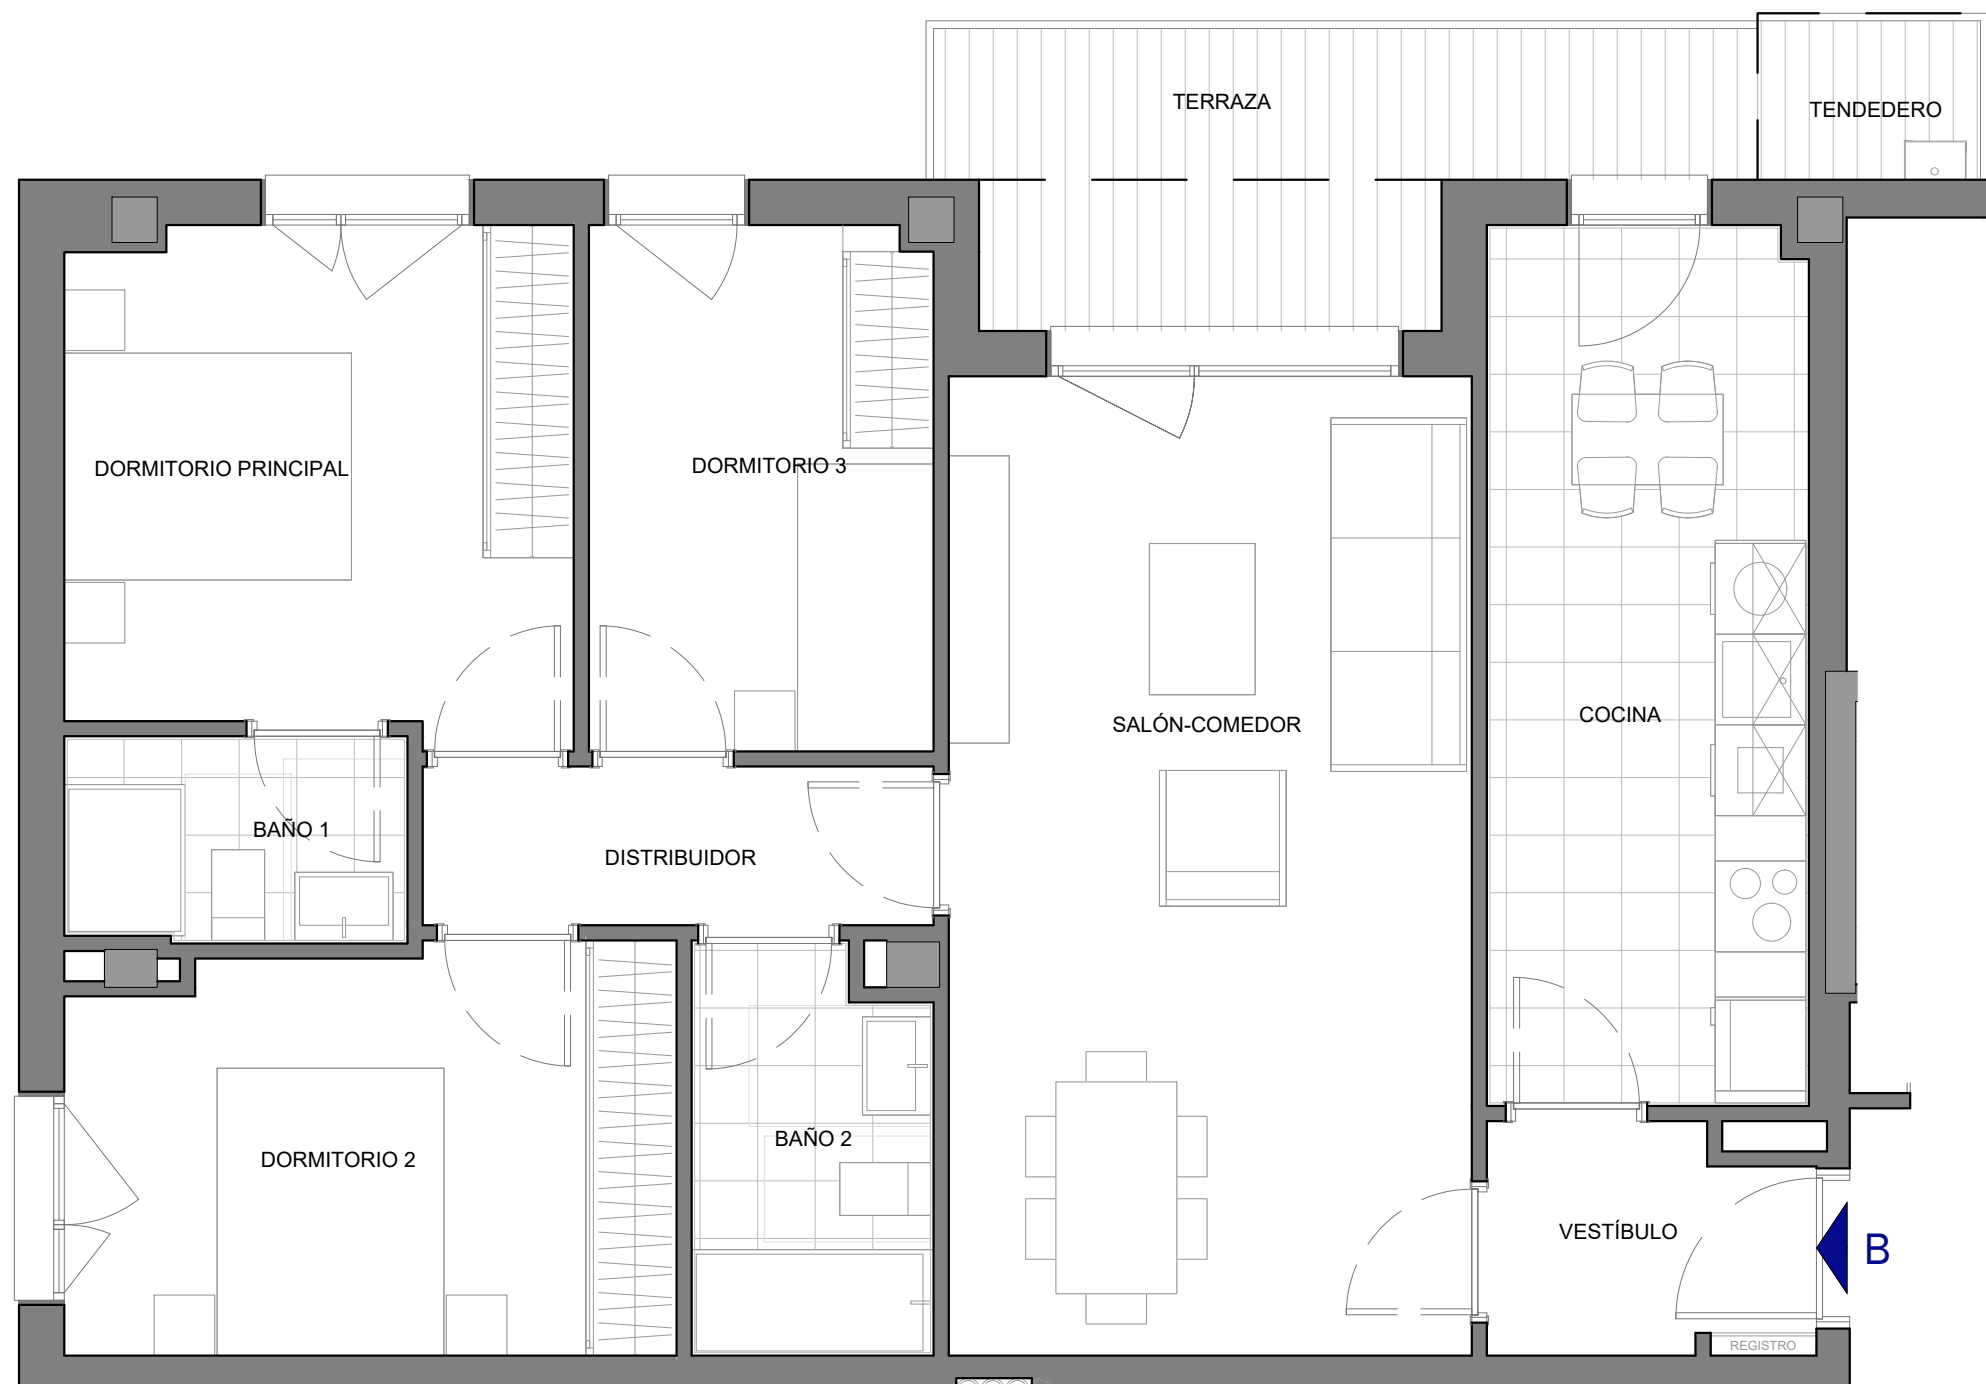 TERRAZA
TENDEDERO
DORMITORIO PRINCIPAL
DORMITORIO 3
SALÓN-COMEDOR
COCINA
BAÑO 1
DISTRIBUIDOR
BAÑO 2
DORMITORIO 2
VESTÍBULO
B
REGISTRO